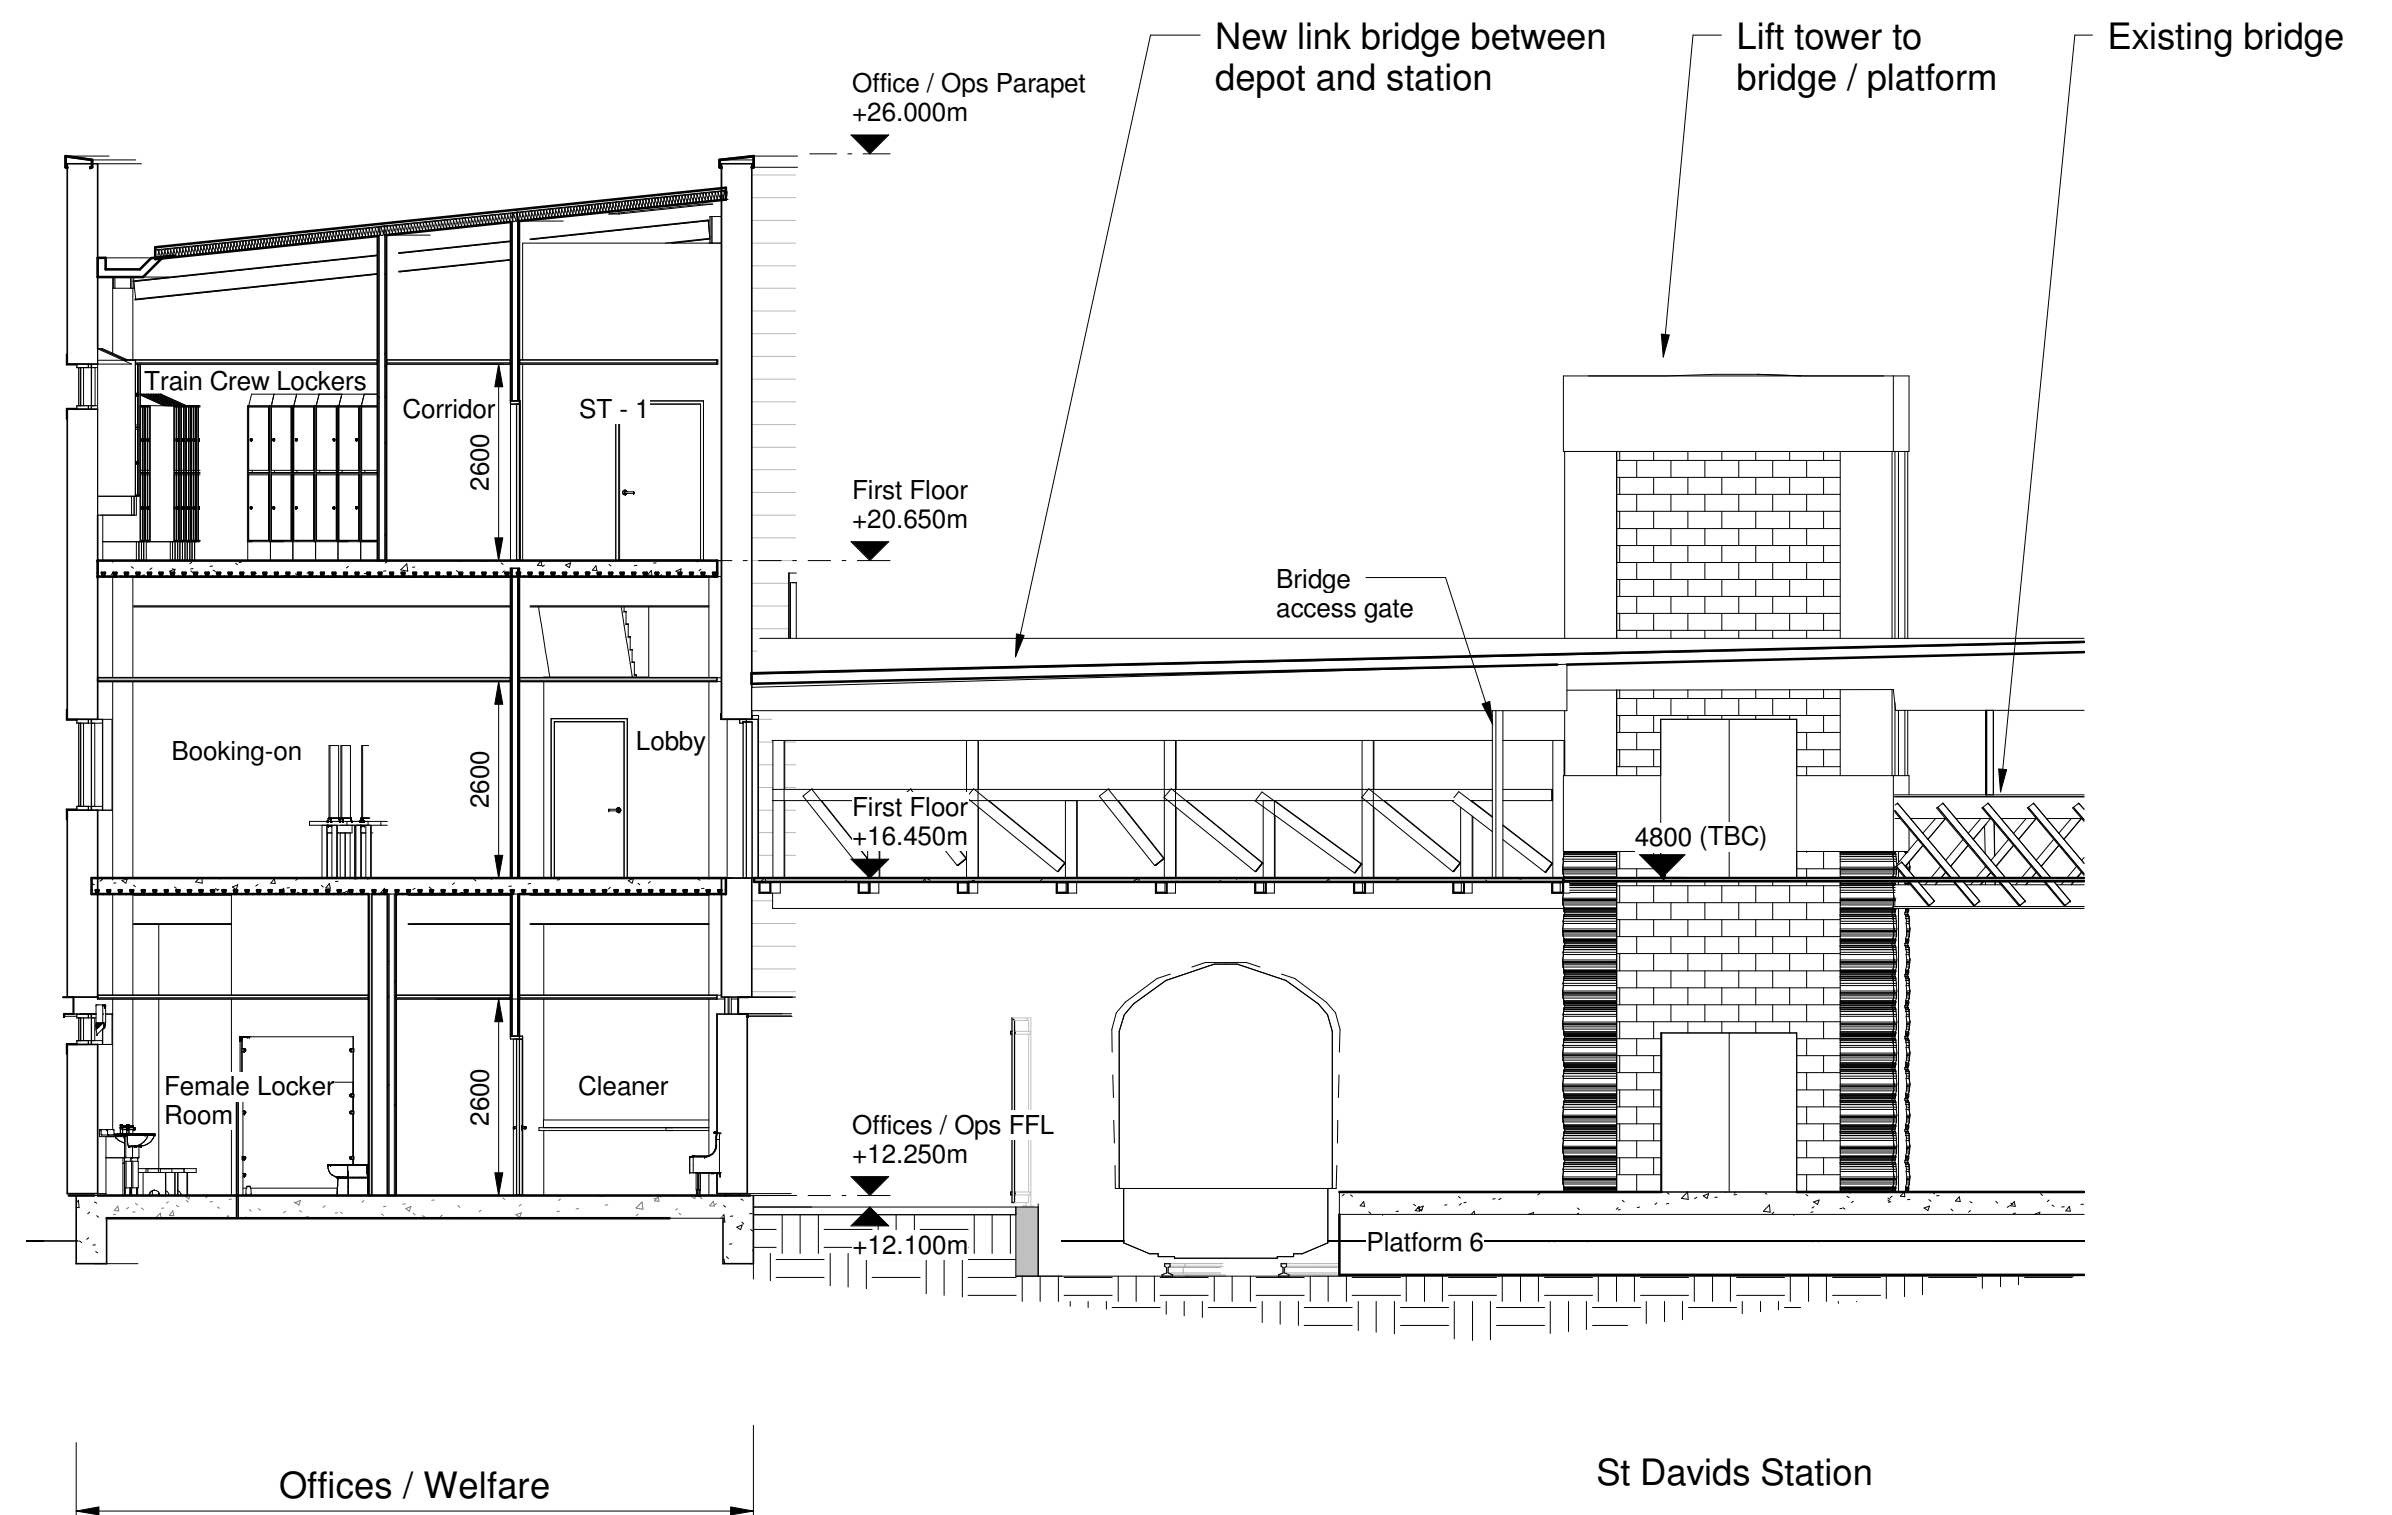 New link bridge between
depot and station
Lift tower to
bridge / platform
Existing bridge
Office / Ops Parapet
+26.000m
Train Crew Lockers
Corridor
ST - 1
2600
First Floor
+20.650m
Bridge
access gate
Booking-on
Lobby
2600
First Floor
+16.450m
4800 (TBC)
Female Locker
Room
2600
Cleaner
Offices / Ops FFL
+12.250m
+12.100m
Platform 6
Offices / Welfare
St Davids Station